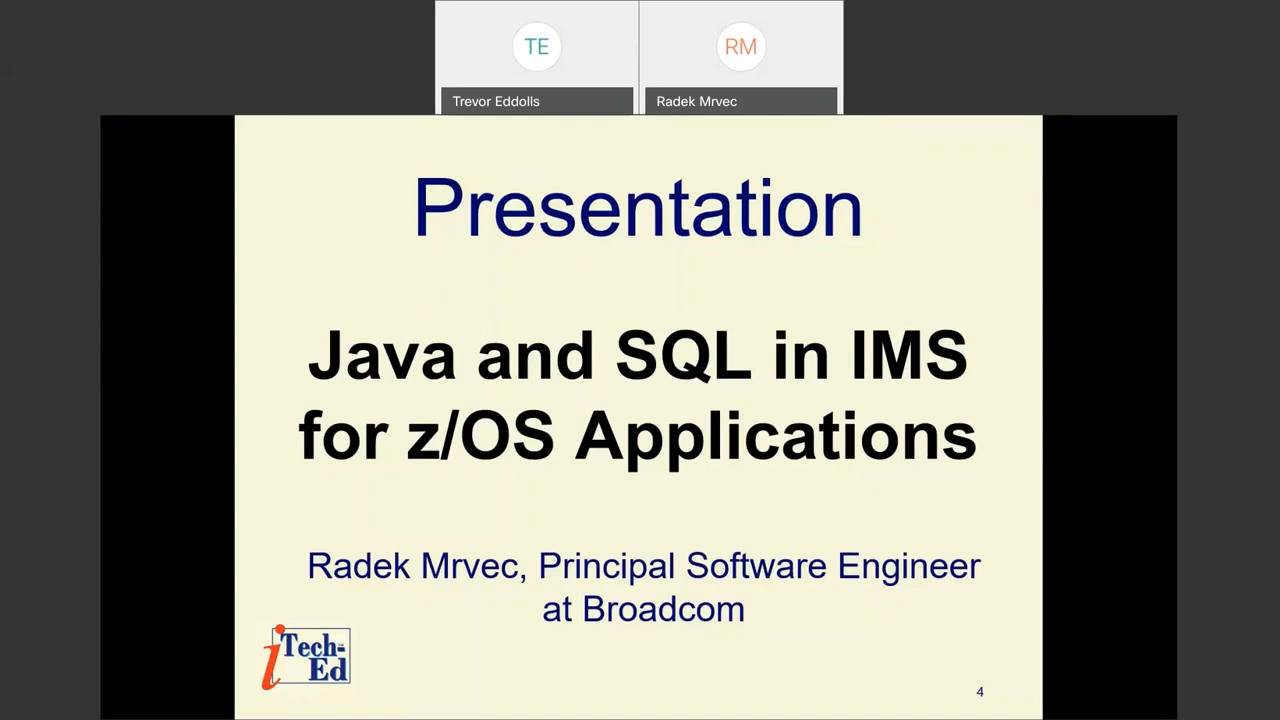 TE
RM
Trevor Eddolls
Radek Mrvec
Presentation
Java and SQL in IMS
for z/OS Applications
Radek Mrvec, Principal Software Engineer
at Broadcom
iTech-
Ed
4